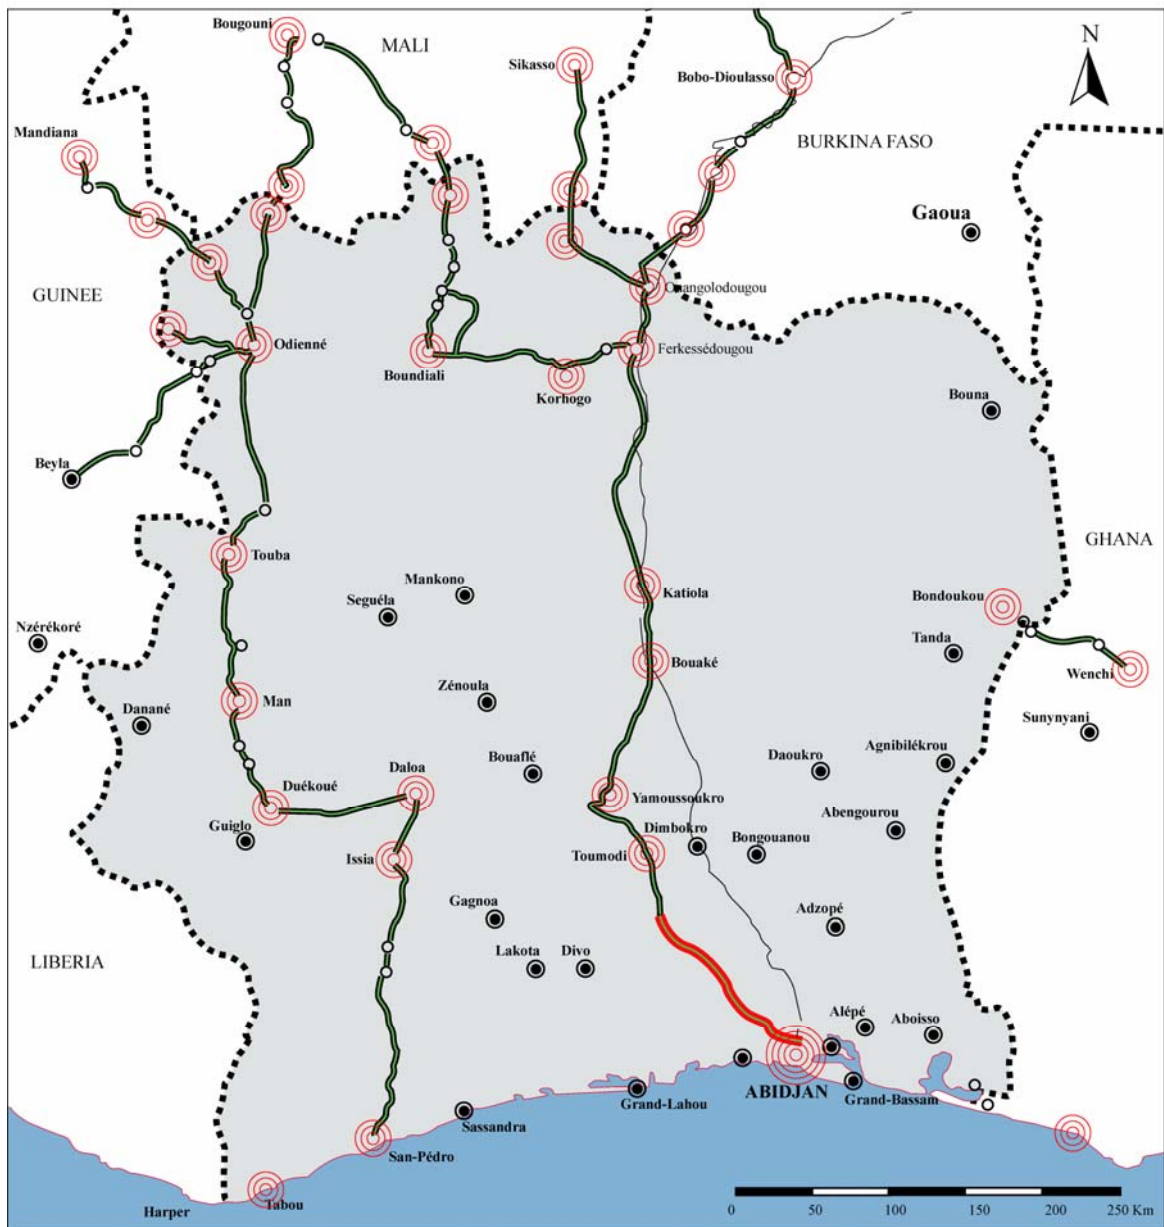 Bougouni
MALI
N
Sikasso
Bobo-Dioulasso
Mandiana
BURKINA FASO
Gaoua
GUINEE
Ouangolodougou
Odienné
Ferkessédougou
Boundiali
Korhogo
Bouna
Beyla
GHANA
Touba
Mankono
Katiola
Bondoukou
Seguéla
Nzérékoré
Tanda
Bouaké
Wenchi
Zénoula
Man
Danané
Sunynyani
Bouaflé
Daoukro
Agnibilékrou
Daloa
Duékoué
Yamoussoukro
Abengourou
Guiglo
Dimbokro
Bongouanou
Issia
Toumodi
Gagnoa
Adzopé
LIBERIA
Lakota
Divo
Alépé
Aboisso
ABIDJAN
Grand-Lahou
Grand-Bassam
Sassandra
San-Pédro
Tabou
Harper
0 50 100 150 200 250 Km